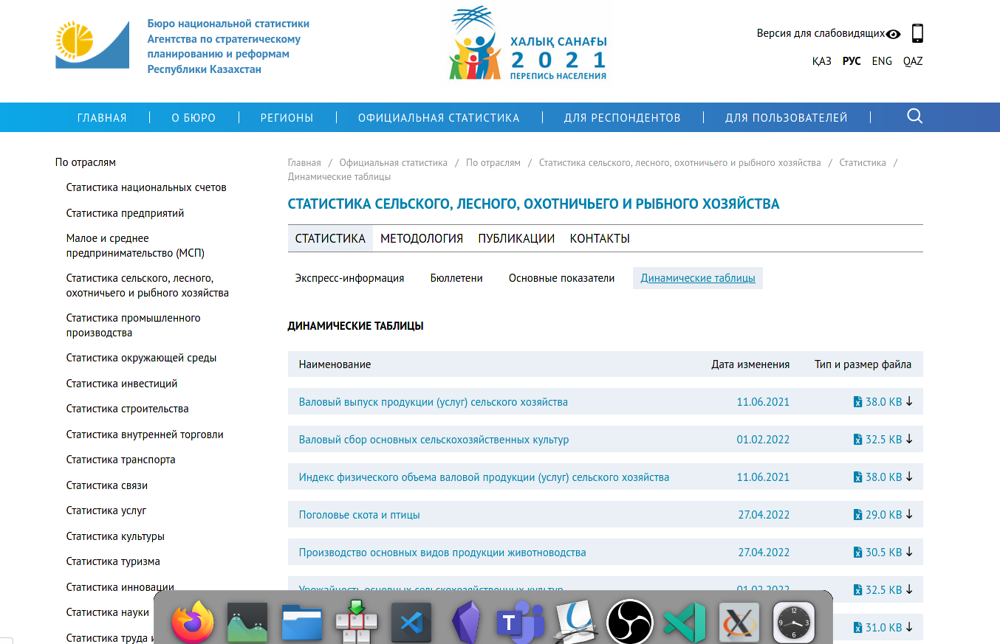 Бюро национальной статистики
Агентства по стратегическому
планированию и реформам
Республики Казахстан
ХАЛЫҚ САНАҒЫ
2021
ПЕРЕПИСЬ НАСЕЛЕНИЯ
Версия для слабовидящих
ҚАЗ РУС ENG QAZ
ГЛАВНАЯ О БЮРО РЕГИОНЫ ОФИЦИАЛЬНАЯ СТАТИСТИКА ДЛЯ РЕСПОНДЕНТОВ ДЛЯ ПОЛЬЗОВАТЕЛЕЙ
По отраслям
Статистика национальных счетов
Статистика предприятий
Малое и среднее
предпринимательство (МСП)
Статистика сельского, лесного,
охотничьего и рыбного хозяйства
Статистика промышленного
производства
Статистика окружающей среды
Статистика инвестиций
Статистика строительства
Статистика внутренней торговли
Статистика транспорта
Статистика связи
Статистика услуг
Статистика культуры
Статистика туризма
Статистика инновации
Статистика науки
Статистика труда
Главная / Официальная статистика / По отраслям / Статистика сельского, лесного, охотничьего и рыбного хозяйства / Статистика /
Динамические таблицы
СТАТИСТИКА СЕЛЬСКОГО, ЛЕСНОГО, ОХОТНИЧЬЕГО И РЫБНОГО ХОЗЯЙСТВА
СТАТИСТИКА МЕТОДОЛОГИЯ ПУБЛИКАЦИИ КОНТАКТЫ
Экспресс-информация Бюллетени Основные показатели Динамические таблицы
ДИНАМИЧЕСКИЕ ТАБЛИЦЫ
Наименование Дата изменения Тип и размер файла
Валовый выпуск продукции (услуг) сельского хозяйства 11.06.2021 38.0 KB
Валовый сбор основных сельскохозяйственных культур 01.02.2022 32.5 KB
Индекс физического объема валовой продукции (услуг) сельского хозяйства 11.06.2021 38.0 KB
Поголовье скота и птицы 27.04.2022 29.0 KB
Производство основных видов продукции животноводства 27.04.2022 30.5 KB
Урожайность основных сельскохозяйственных культур 01.02.2022 32.5 KB
31.0 KB